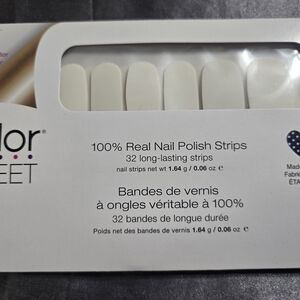 lor
EET
100% Real Nail Polish Strips
32 long-lasting strips
nail strips net wt 1.64 g / 0.06 oz ℮
Bandes de vernis
à ongles véritable à 100%
32 bandes de longue durée
Poids net des bandes de vernis 1.64 g / 0.06 oz ℮
Made
Fabri
ÉTA